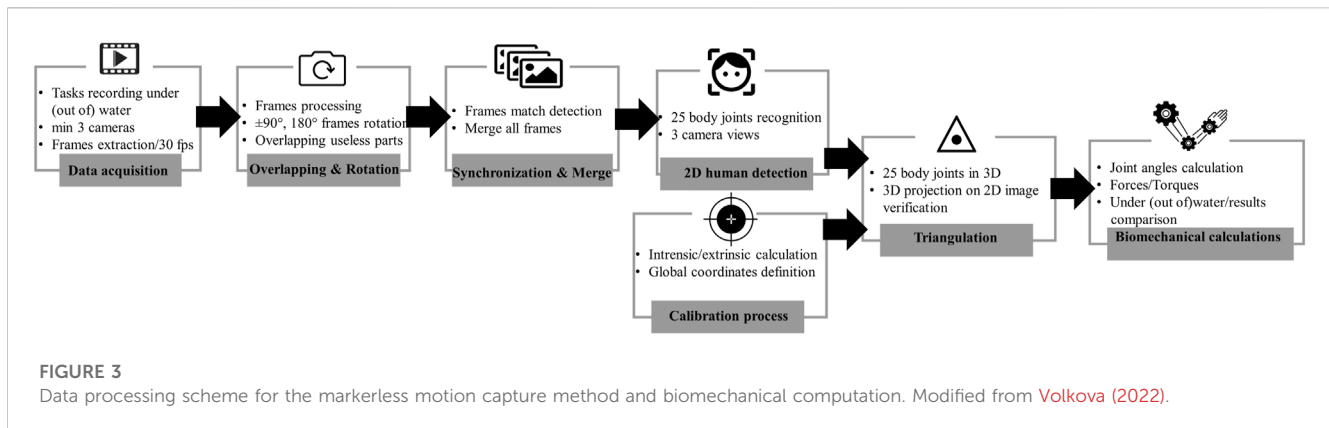 • Tasks recording under
(out of) water
• min 3 cameras
• Frames extraction/30 fps
Data acquisition
• Frames processing
• ±90°, 180° frames rotation
• Overlapping useless parts
Overlapping & Rotation
• Frames match detection
• Merge all frames
Synchronization & Merge
• 25 body joints recognition
• 3 camera views
2D human detection
• Intrensic/extrinsic calculation
• Global coordinates definition
Calibration process
• 25 body joints in 3D
• 3D projection on 2D image
verification
Triangulation
• Joint angles calculation
• Forces/Torques
• Under (out of)water/results
comparison
Biomechanical calculations
FIGURE 3
Data processing scheme for the markerless motion capture method and biomechanical computation. Modified from Volkova (2022).